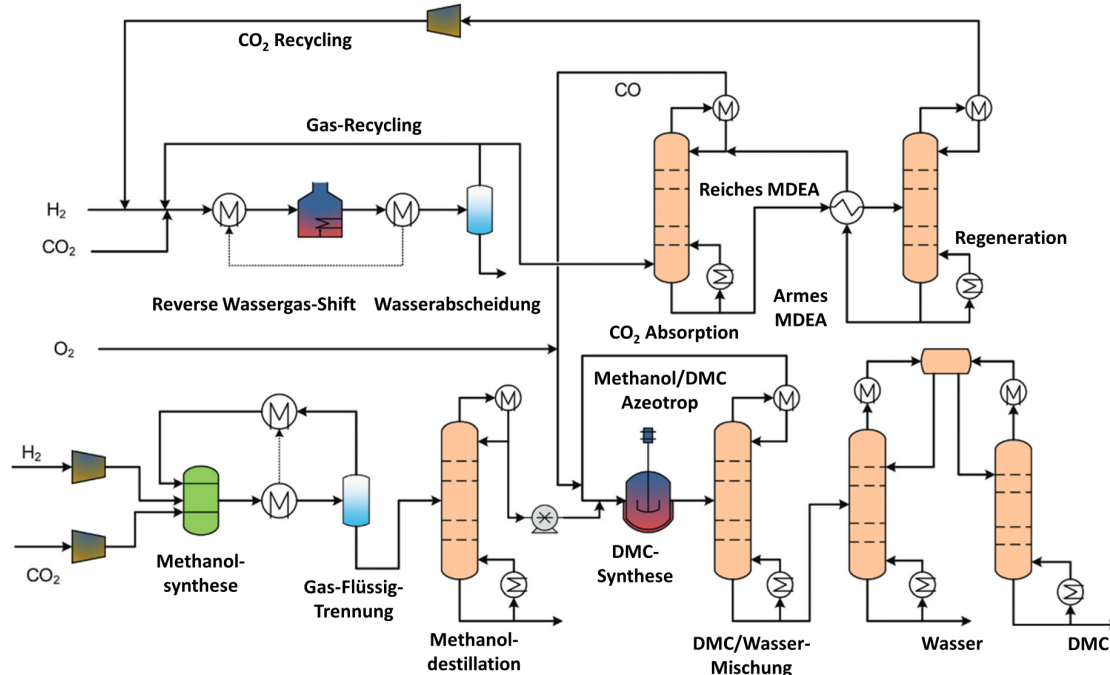 CO₂ Recycling
CO
Gas-Recycling
Reiches MDEA
H₂
CO₂
Regeneration
Reverse Wassergas-Shift
Wasserabscheidung
Armes
MDEA
CO₂ Absorption
O₂
Methanol/DMC
Azeotrop
H₂
CO₂
Methanol-
synthese
Gas-Flüssig-
Trennung
DMC-
Synthese
Methanol-
destillation
DMC/Wasser-
Mischung
Wasser
DMC